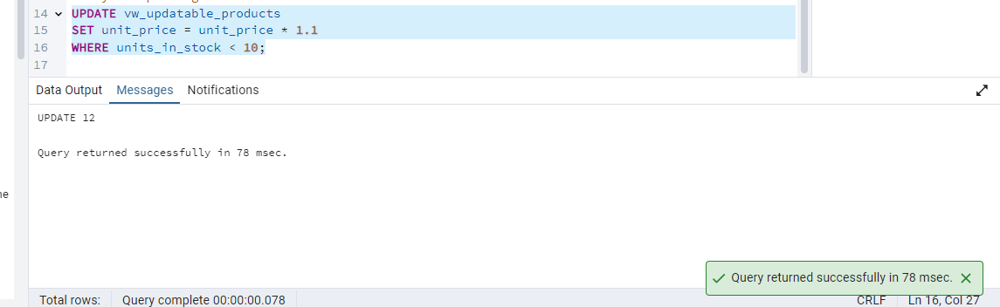 14 UPDATE vw_updatable_products
15 SET unit_price = unit_price * 1.1
16 WHERE units_in_stock < 10;
17
Data Output Messages Notifications
UPDATE 12
Query returned successfully in 78 msec.
ne
Query returned successfully in 78 msec.
Total rows: Query complete 00:00:00.078 CRLF Ln 16, Col 27